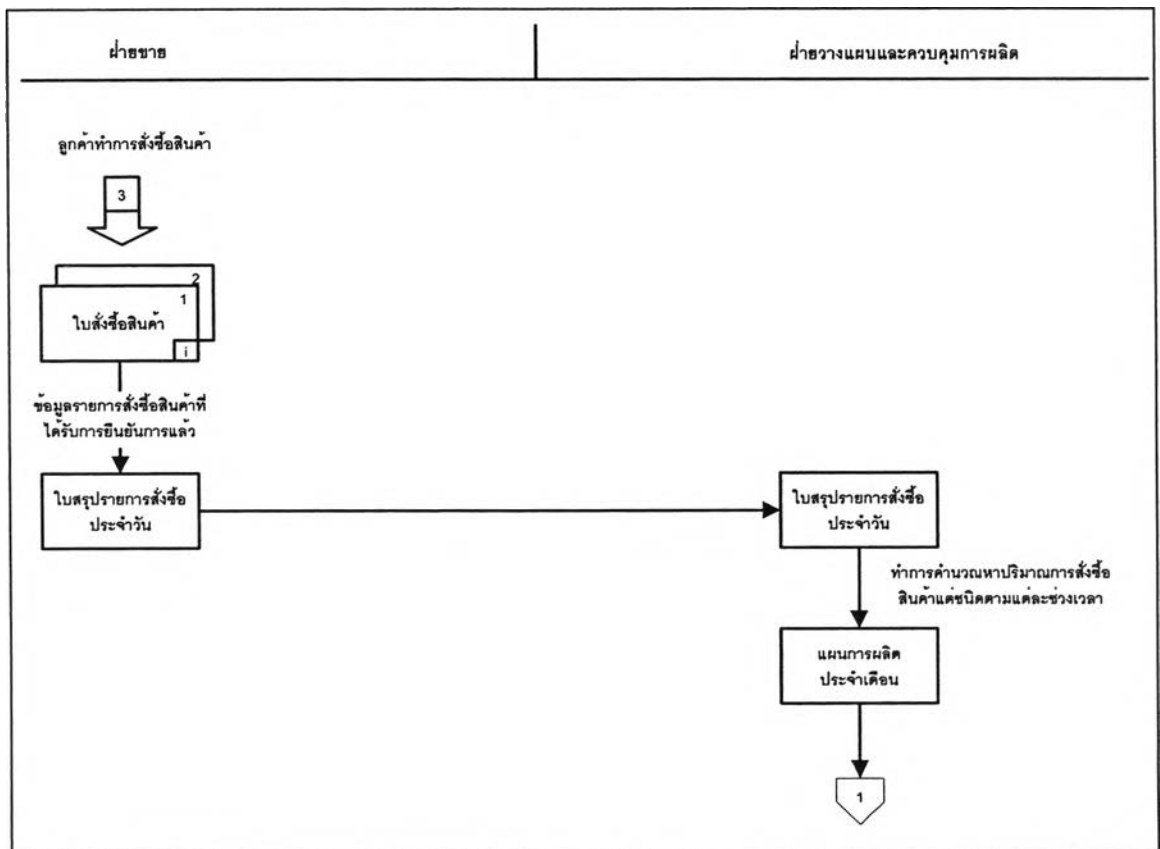 ฝ่ายขาย
ฝ่ายวางแผนและควบคุมการผลิต
ลูกค้าทำการสั่งซื้อสินค้า
3
2
1
ใบสั่งซื้อสินค้า
i
ข้อมูลรายการสั่งซื้อสินค้าที่
ได้รับการยืนยันการแล้ว
ใบสรุปรายการสั่งซื้อ
ประจำวัน
ใบสรุปรายการสั่งซื้อ
ประจำวัน
ทำการคำนวณหาปริมาณการสั่งซื้อ
สินค้าแต่ชนิดตามแต่ละช่วงเวลา
แผนการผลิต
ประจำเดือน
1